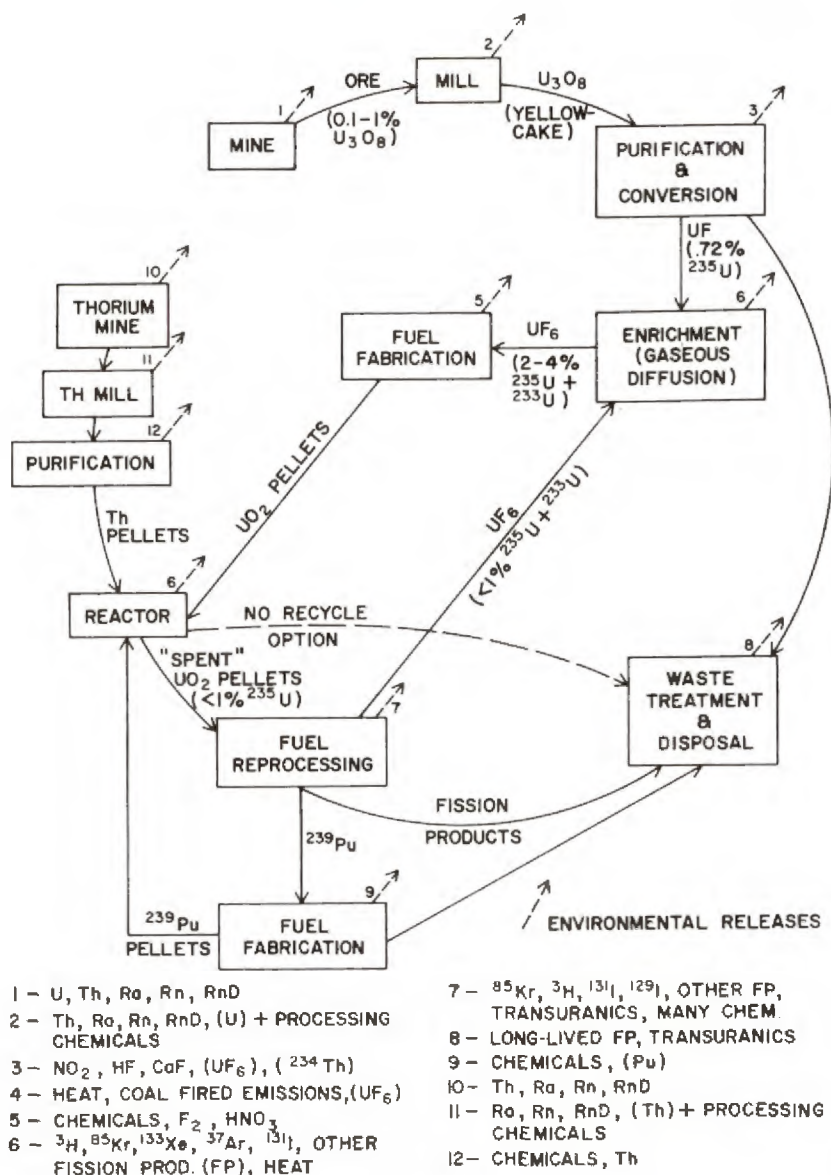 1
MINE
ORE
(0.1-1%
U₃O₈)
2
MILL
U₃O₈
(YELLOW-
CAKE)
3
PURIFICATION
&
CONVERSION
UF
(.72%
²³⁵U)
6
ENRICHMENT
(GASEOUS
DIFFUSION)
UF₆
(2-4%
²³⁵U +
²³³U)
5
FUEL
FABRICATION
UO₂ PELLETS
10
THORIUM
MINE
11
TH MILL
12
PURIFICATION
Th
PELLETS
6
REACTOR
NO RECYCLE
OPTION
"SPENT"
UO₂ PELLETS
(<1% ²³⁵U)
7
FUEL
REPROCESSING
UF₆
(<1% ²³⁵U + ²³³U)
8
WASTE
TREATMENT
&
DISPOSAL
FISSION
PRODUCTS
²³⁹Pu
9
FUEL
FABRICATION
²³⁹Pu
PELLETS
ENVIRONMENTAL RELEASES
1 - U, Th, Ra, Rn, RnD
2 - Th, Ra, Rn, RnD, (U) + PROCESSING
CHEMICALS
3 - NO₂, HF, CaF, (UF₆), (²³⁴Th)
4 - HEAT, COAL FIRED EMISSIONS, (UF₆)
5 - CHEMICALS, F₂, HNO₃
6 - ³H, ⁸⁵Kr, ¹³³Xe, ³⁷Ar, ¹³¹I, OTHER
FISSION PROD. (FP), HEAT
7 - ⁸⁵Kr, ³H, ¹³¹I, ¹²⁹I, OTHER FP,
TRANSURANICS, MANY CHEM.
8 - LONG-LIVED FP, TRANSURANICS
9 - CHEMICALS, (Pu)
10 - Th, Ra, Rn, RnD
11 - Ra, Rn, RnD, (Th) + PROCESSING
CHEMICALS
12 - CHEMICALS, Th